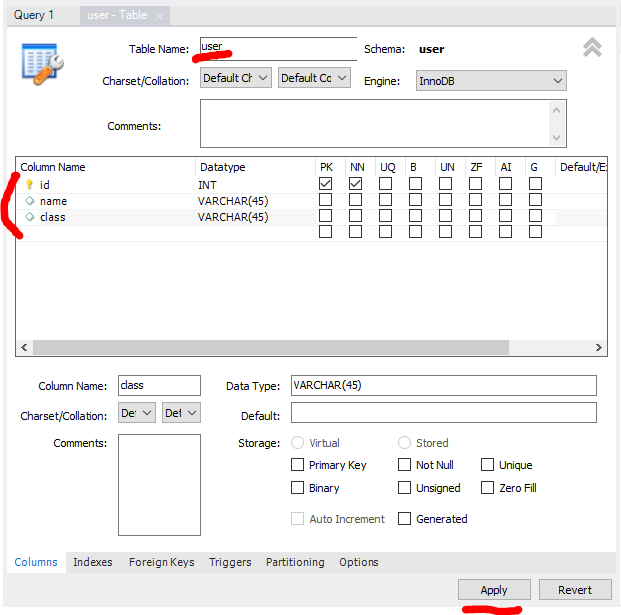 Query 1 user - Table
Table Name: user Schema: user
Charset/Collation: Default Ch Default Co Engine: InnoDB
Comments:
Column Name Datatype PK NN UQ B UN ZF AI G Default/Ex
id INT
name VARCHAR(45)
class VARCHAR(45)
Column Name: class Data Type: VARCHAR(45)
Charset/Collation: Def Def Default:
Comments: Storage: Virtual Stored
Primary Key Not Null Unique
Binary Unsigned Zero Fill
Auto Increment Generated
Columns Indexes Foreign Keys Triggers Partitioning Options
Apply Revert